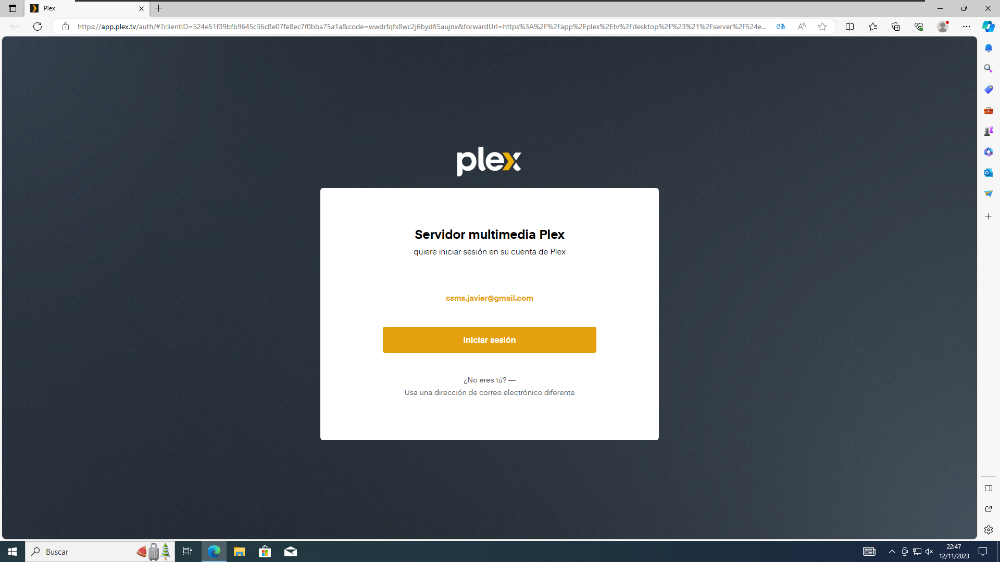 Plex
https://app.plex.tv/auth/#?clientID=524e51f39bfb9645c36c8e07fe8ec7f0bba75a1a&code=wwdrfqfx8wc2j6bydfi5aujnx&forwardUrl=https%3A%2F%2Fapp%2Eplex%2Etv%2Fdesktop%2F%23%21%2Fserver%2F524e...
plex
Servidor multimedia Plex
quiere iniciar sesión en su cuenta de Plex
csms.javier@gmail.com
Iniciar sesión
¿No eres tú? —
Usa una dirección de correo electrónico diferente
Buscar
22:47
12/11/2023